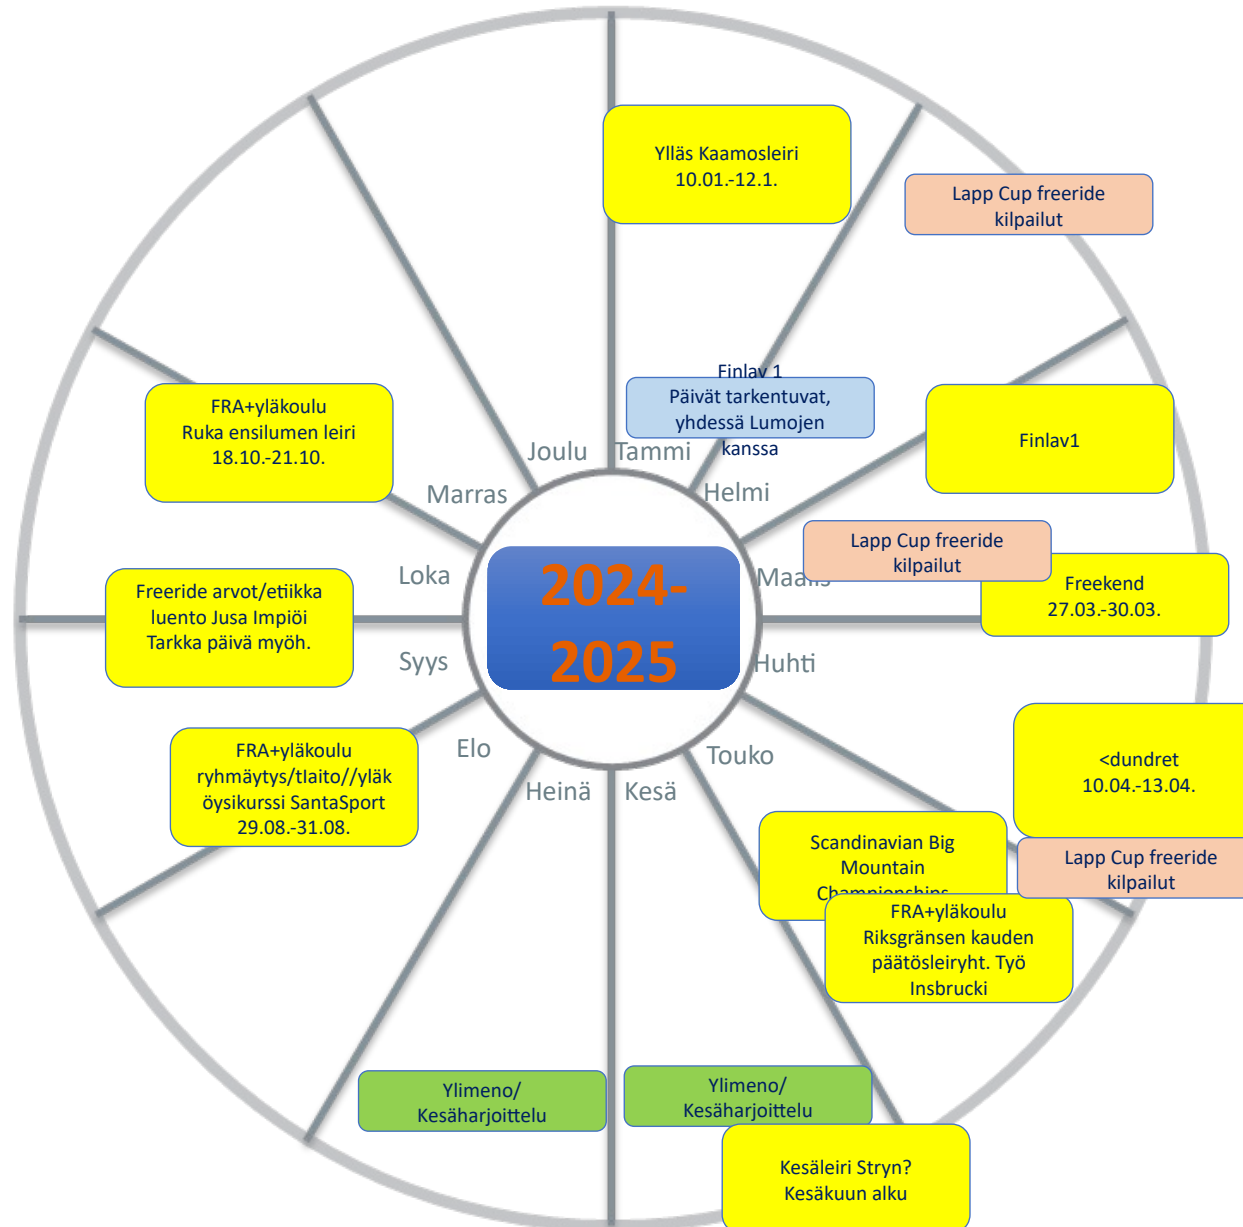 Ylläs Kaamosleiri
10.01.-12.1.
Lapp Cup freeride
kilpailut
Finlav 1
Päivät tarkentuvat,
yhdessä Lumojen
kanssa
FRA+yläkoulu
Ruka ensilumen leiri
18.10.-21.10.
Finlav1
Joulu
Tammi
Marras
Helmi
Lapp Cup freeride
kilpailut
Loka
Maalis
Freekend
27.03.-30.03.
Freeride arvot/etiikka
luento Jusa Impiöi
Tarkka päivä myöh.
2024-
2025
Syys
Huhti
Elo
Touko
Heinä
Kesä
FRA+yläkoulu
ryhmäytys/tlaito//yläk
öysikurssi SantaSport
29.08.-31.08.
<dundret
10.04.-13.04.
Scandinavian Big
Mountain
Championships
Lapp Cup freeride
kilpailut
FRA+yläkoulu
Riksgränsen kauden
päätösleiryht. Työ
Insbrucki
Ylimeno/
Kesäharjoittelu
Ylimeno/
Kesäharjoittelu
Kesäleiri Stryn?
Kesäkuun alku